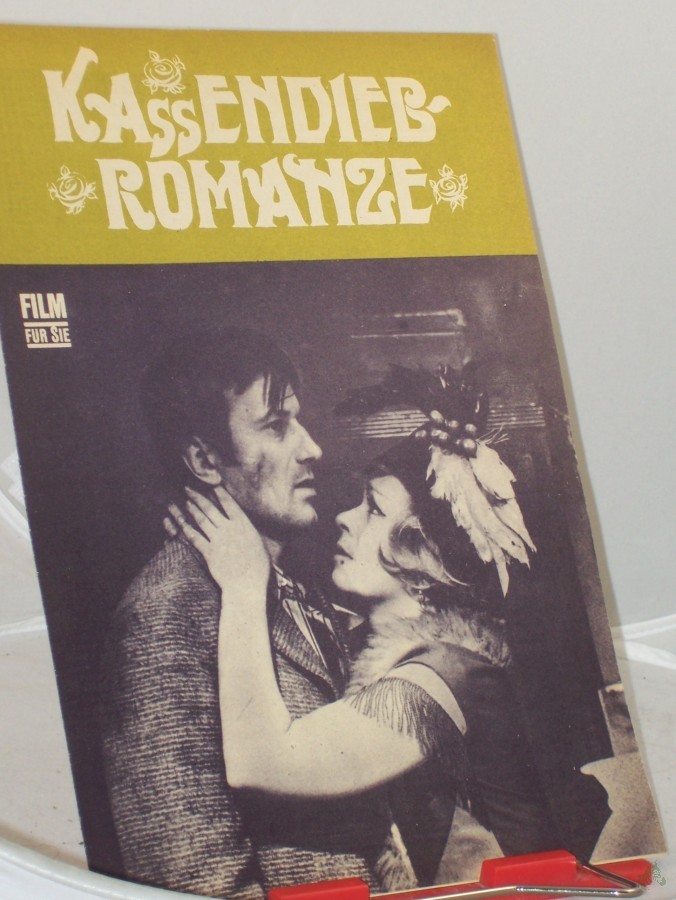 KASSENDIEB-
ROMANZE
FILM
FÜR SIE